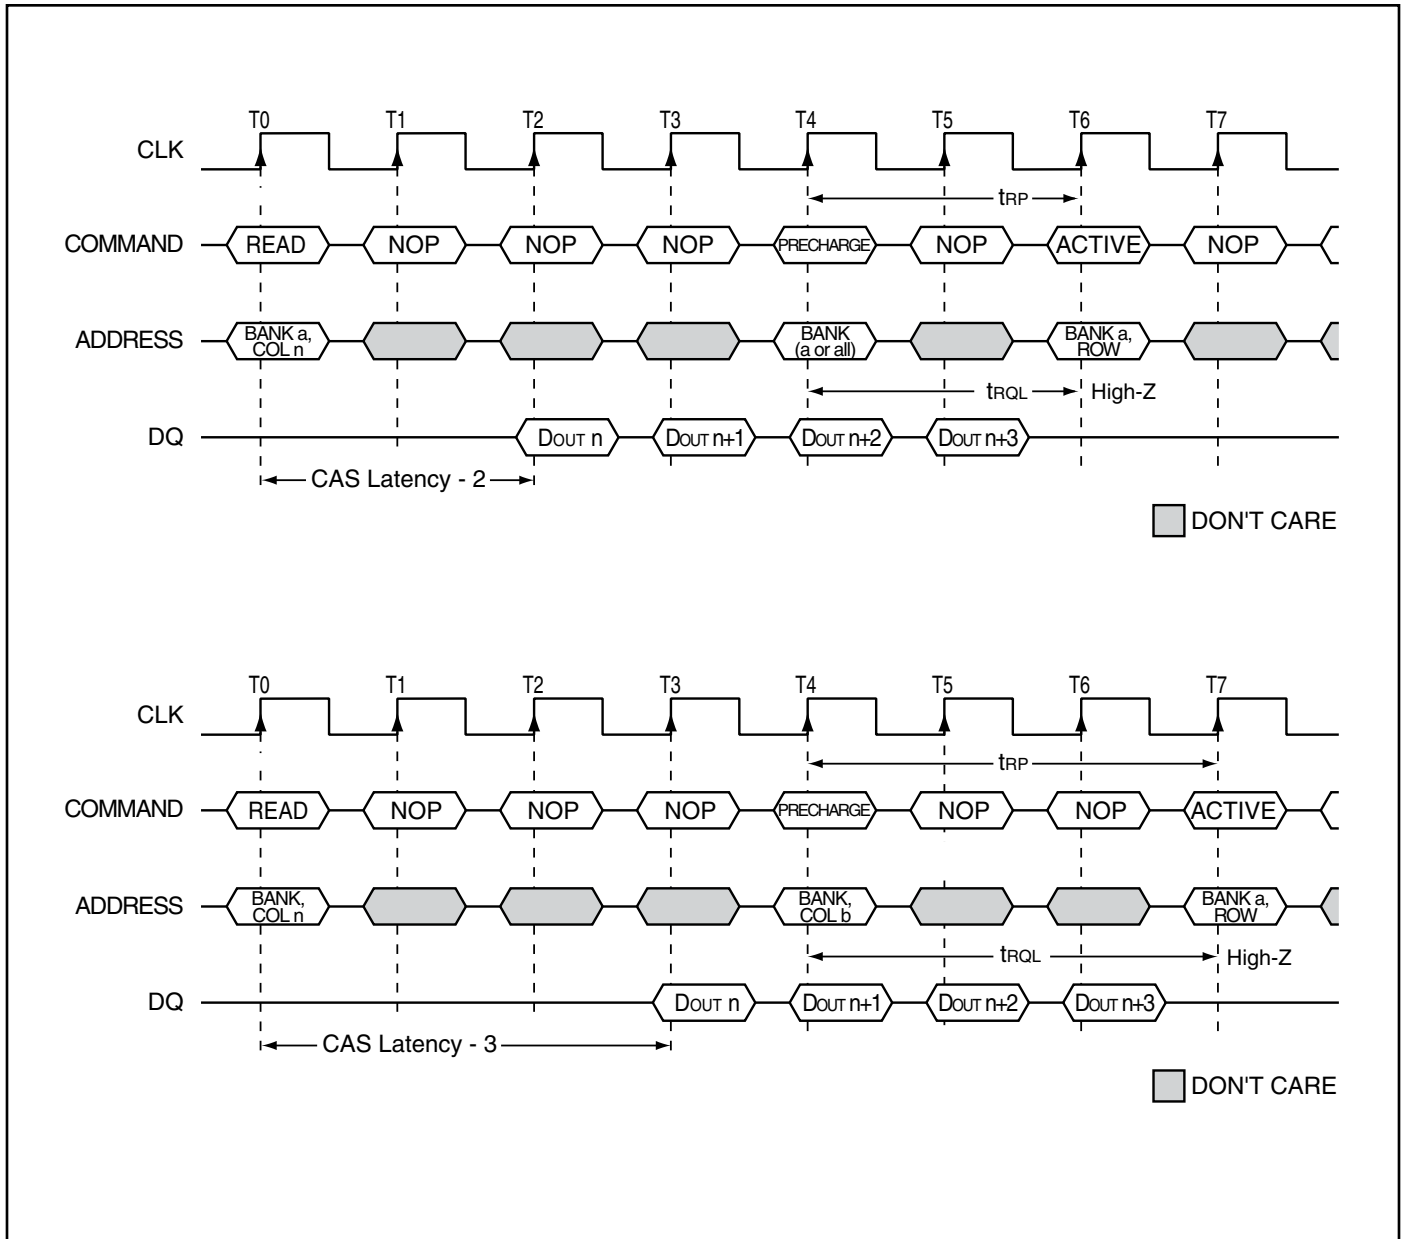 T0 T1 T2 T3 T4 T5 T6 T7
CLK
tRP
COMMAND READ NOP NOP NOP PRECHARGE NOP ACTIVE NOP
ADDRESS BANK a, COL n BANK (a or all) BANK a, ROW
tRQL High-Z
DQ DOUT n DOUT n+1 DOUT n+2 DOUT n+3
CAS Latency - 2
DON'T CARE
T0 T1 T2 T3 T4 T5 T6 T7
CLK
tRP
COMMAND READ NOP NOP NOP PRECHARGE NOP NOP ACTIVE
ADDRESS BANK, COL n BANK, COL b BANK a, ROW
tRQL High-Z
DQ DOUT n DOUT n+1 DOUT n+2 DOUT n+3
CAS Latency - 3
DON'T CARE